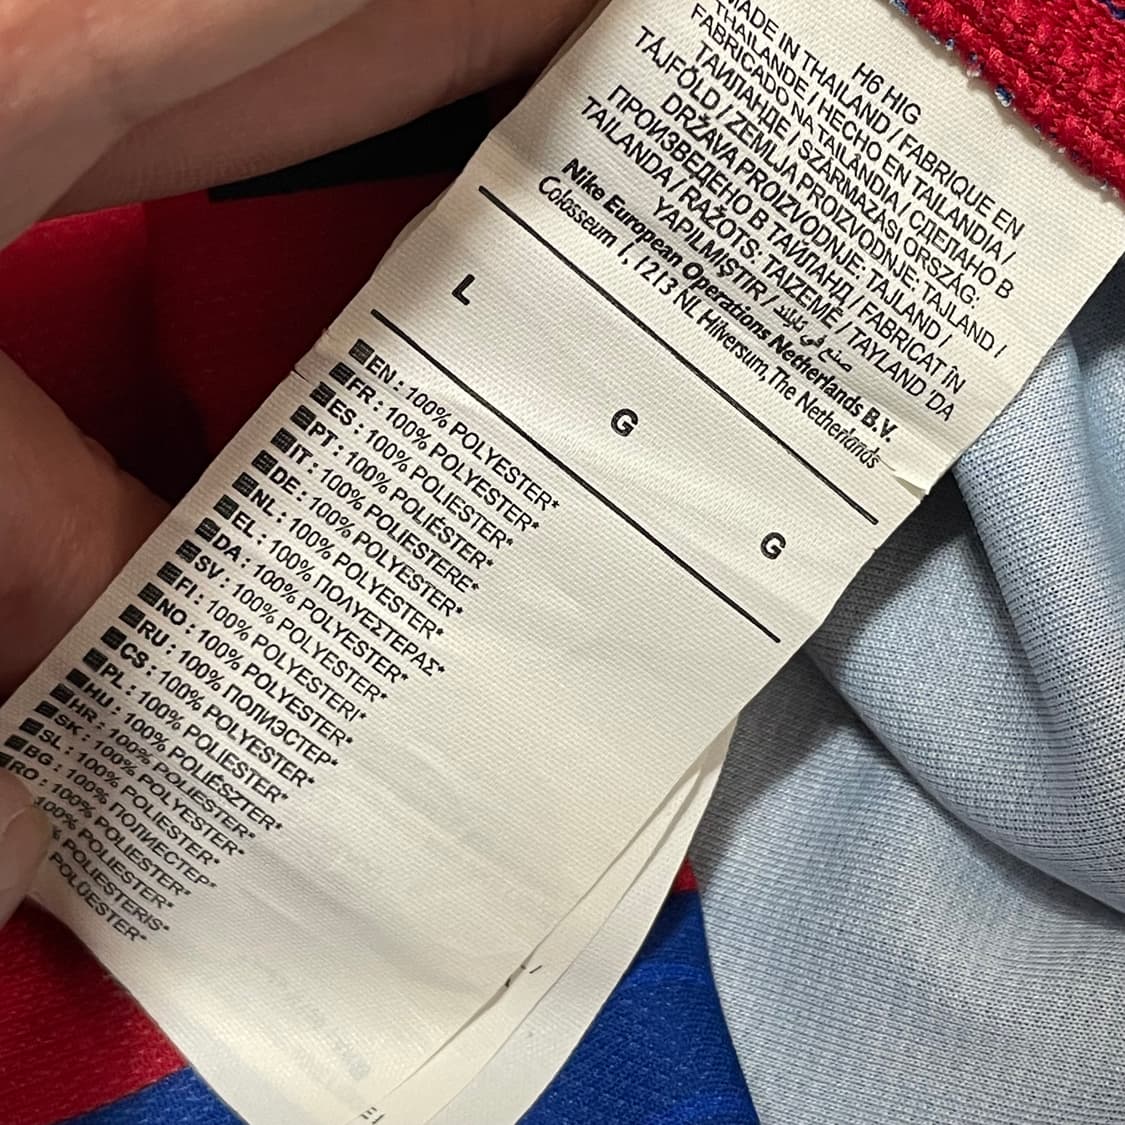 H6 HIG
MADE IN THAILAND / FABRIQUE EN
THAILANDE / HECHO EN TAILANDIA /
FABRICADO NA TAILÂNDIA / СДЕЛАНО В
ТАИЛАНДЕ / SZÁRMAZÁSI ORSZÁG:
TÁJFÖLD / ZEMLJA PROIZVODNJE: TAJLAND /
DRŽAVA PROIZVODNJE: TAJLAND /
ПРОИЗВЕДЕНО В ТАЙЛАНД / FABRICAT ÎN
TAILANDA / RAŽOTS: TAIZEMĒ / TAYLAND 'DA
YAPILMIŞTIR / صنع في تايلاند
Nike European Operations Netherlands B.V.
Colosseum 1, 1213 NL Hilversum, The Netherlands
L G G
EN : 100% POLYESTER*
FR : 100% POLYESTER*
ES : 100% POLIESTER*
PT : 100% POLIÉSTER*
IT : 100% POLIESTERE*
DE : 100% POLYESTER*
NL : 100% POLYESTER*
EL : 100% ΠΟΛΥΕΣΤΕΡΑΣ*
DA : 100% POLYESTER*
SV : 100% POLYESTER*
FI : 100% POLYESTERI*
NO : 100% POLYESTER*
RU : 100% ПОЛИЭСТЕР*
CS : 100% POLYESTER*
PL : 100% POLIESTER*
HU : 100% POLIÉSZTER*
HR : 100% POLIESTER*
SK : 100% POLYESTER*
SL : 100% POLIESTER*
BG : 100% ПОЛИЕСТЕР*
RO : 100% POLIESTER*
100% POLIESTERIS*
% POLÜESTER*